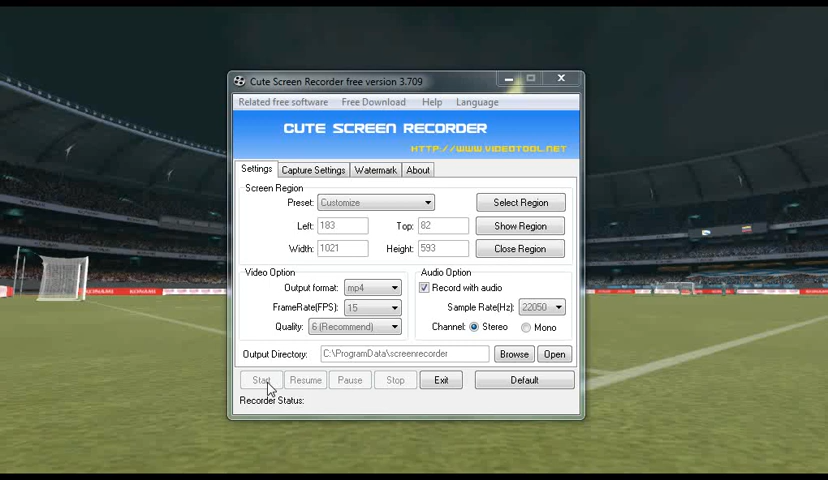 Cute Screen Recorder free version 3.709
Related free software Free Download Help Language
CUTE SCREEN RECORDER
HTTP://WWW.VIDEOTOOL.NET
Settings Capture Settings Watermark About
Screen Region
Preset: Customize Select Region
Left: 183 Top: 82 Show Region
Width: 1021 Height: 593 Close Region
Video Option Audio Option
Output format: mp4 Record with audio
FrameRate(FPS) 15 Sample Rate(Hz) 22050
Quality: 6 (Recommend) Channel: Stereo Mono
Output Directory: C:\ProgramData\screenrecorder Browse Open
Start Resume Pause Stop Exit Default
Recorder Status:
KONAMI KONAMI